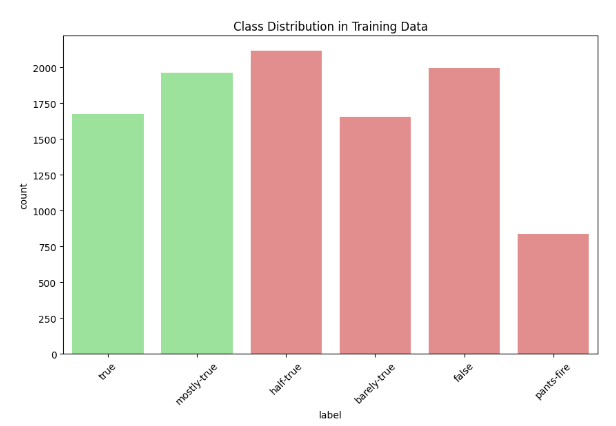 Class Distribution in Training Data
count
2000
1750
1500
1250
1000
750
500
250
0
true
mostly-true
half-true
barely-true
false
pants-fire
label